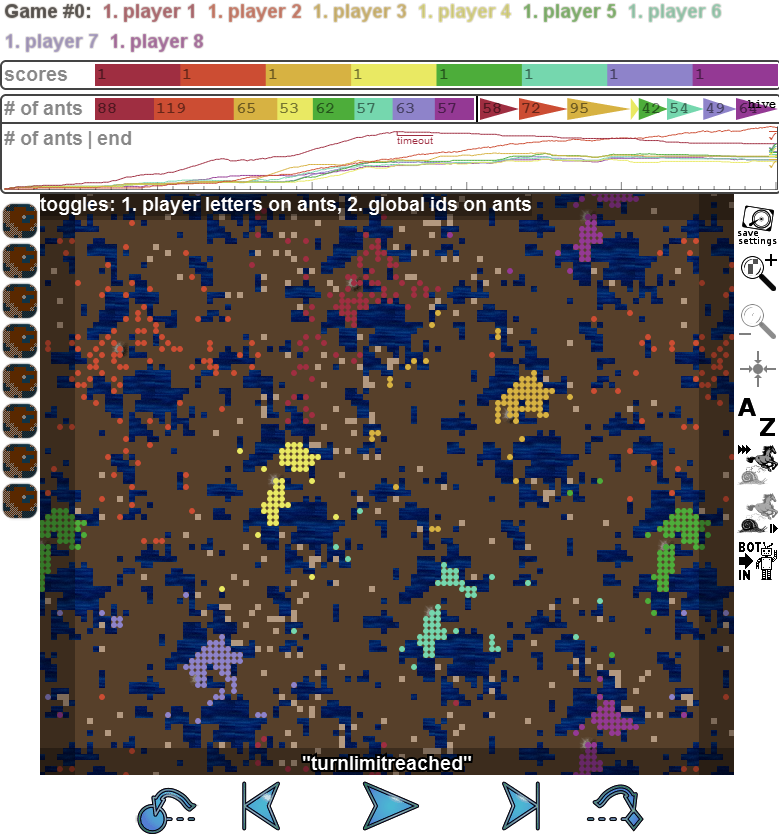 Game #0: 1. player 1 1. player 2 1. player 3 1. player 4 1. player 5 1. player 6
1. player 7 1. player 8
scores 1 1 1 1 1 1 1 1
# of ants 88 119 65 53 62 57 63 57 58 72 95 42 54 49 64 hive
# of ants | end
timeout
toggles: 1. player letters on ants, 2. global ids on ants
save
settings
A
Z
BOT
IN
"turnlimitreached"